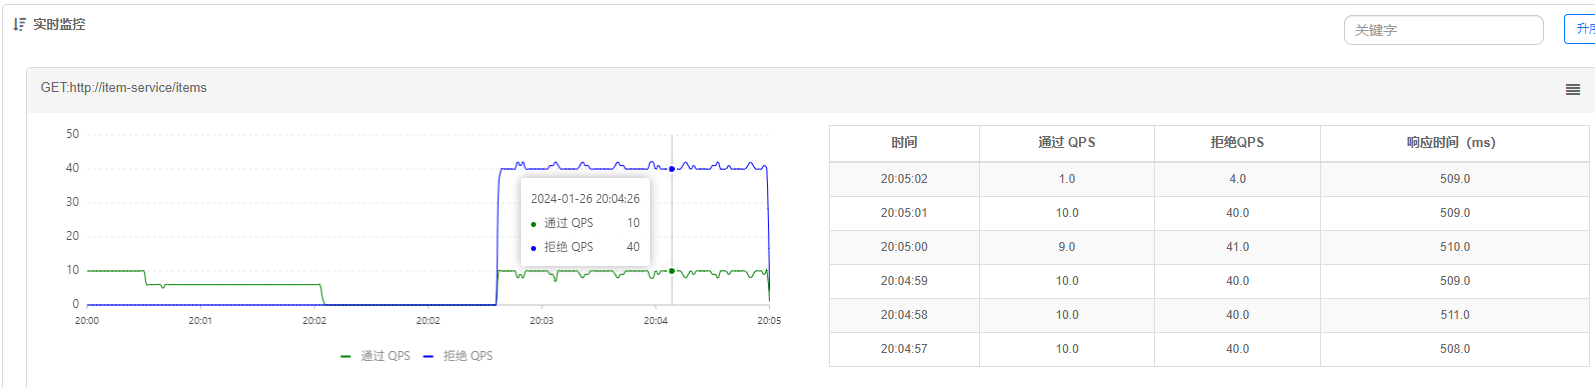 实时监控
关键字
升序
GET:http://item-service/items
50
40
30
20
10
0
20:00 20:01 20:02 20:02 20:03 20:04 20:05
2024-01-26 20:04:26
通过 QPS 10
拒绝 QPS 40
通过 QPS 拒绝 QPS
时间 通过 QPS 拒绝QPS 响应时间（ms）
20:05:02 1.0 4.0 509.0
20:05:01 10.0 40.0 509.0
20:05:00 9.0 41.0 510.0
20:04:59 10.0 40.0 509.0
20:04:58 10.0 40.0 511.0
20:04:57 10.0 40.0 508.0